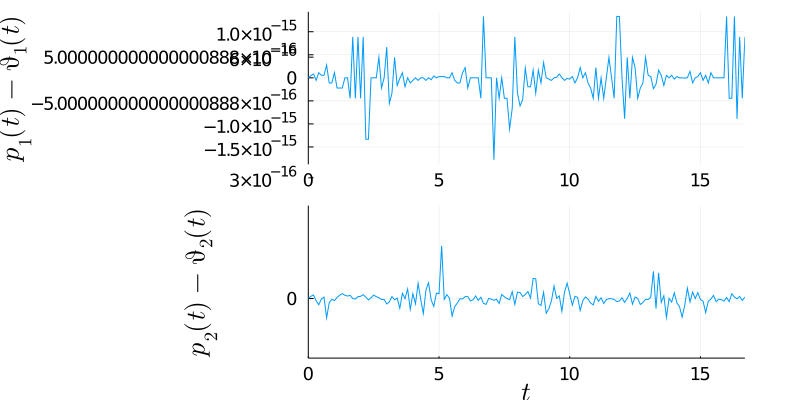 1.0×10⁻¹⁵
5.0000000000000000888×10⁻¹⁶
6×10⁻¹⁶
0
−5.0000000000000000888×10⁻¹⁶
−1.0×10⁻¹⁵
−1.5×10⁻¹⁵
p₁(t) − ϑ₁(t)
0 5 10 15
3×10⁻¹⁶
0
p₂(t) − ϑ₂(t)
0 5 10 15
t